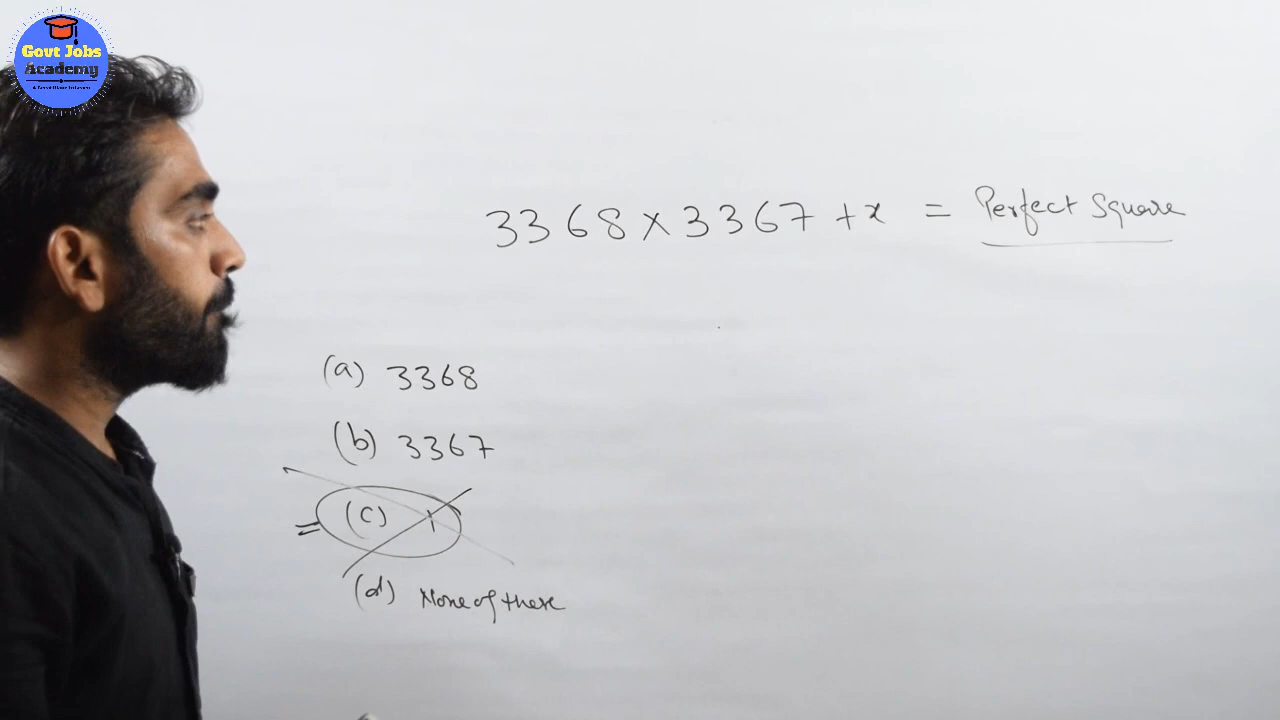 Govt Jobs
Academy
3368 × 3367 + x = Perfect Square
(a) 3368
(b) 3367
= (c) 1
(d) None of these